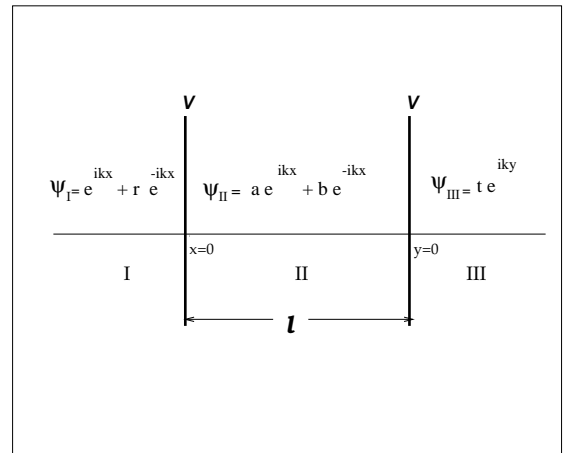 V V
ψ_I = e^{ikx} + r e^{-ikx} ψ_II = a e^{ikx} + b e^{-ikx} ψ_III = t e^{iky}
x=0 y=0
I II III
l